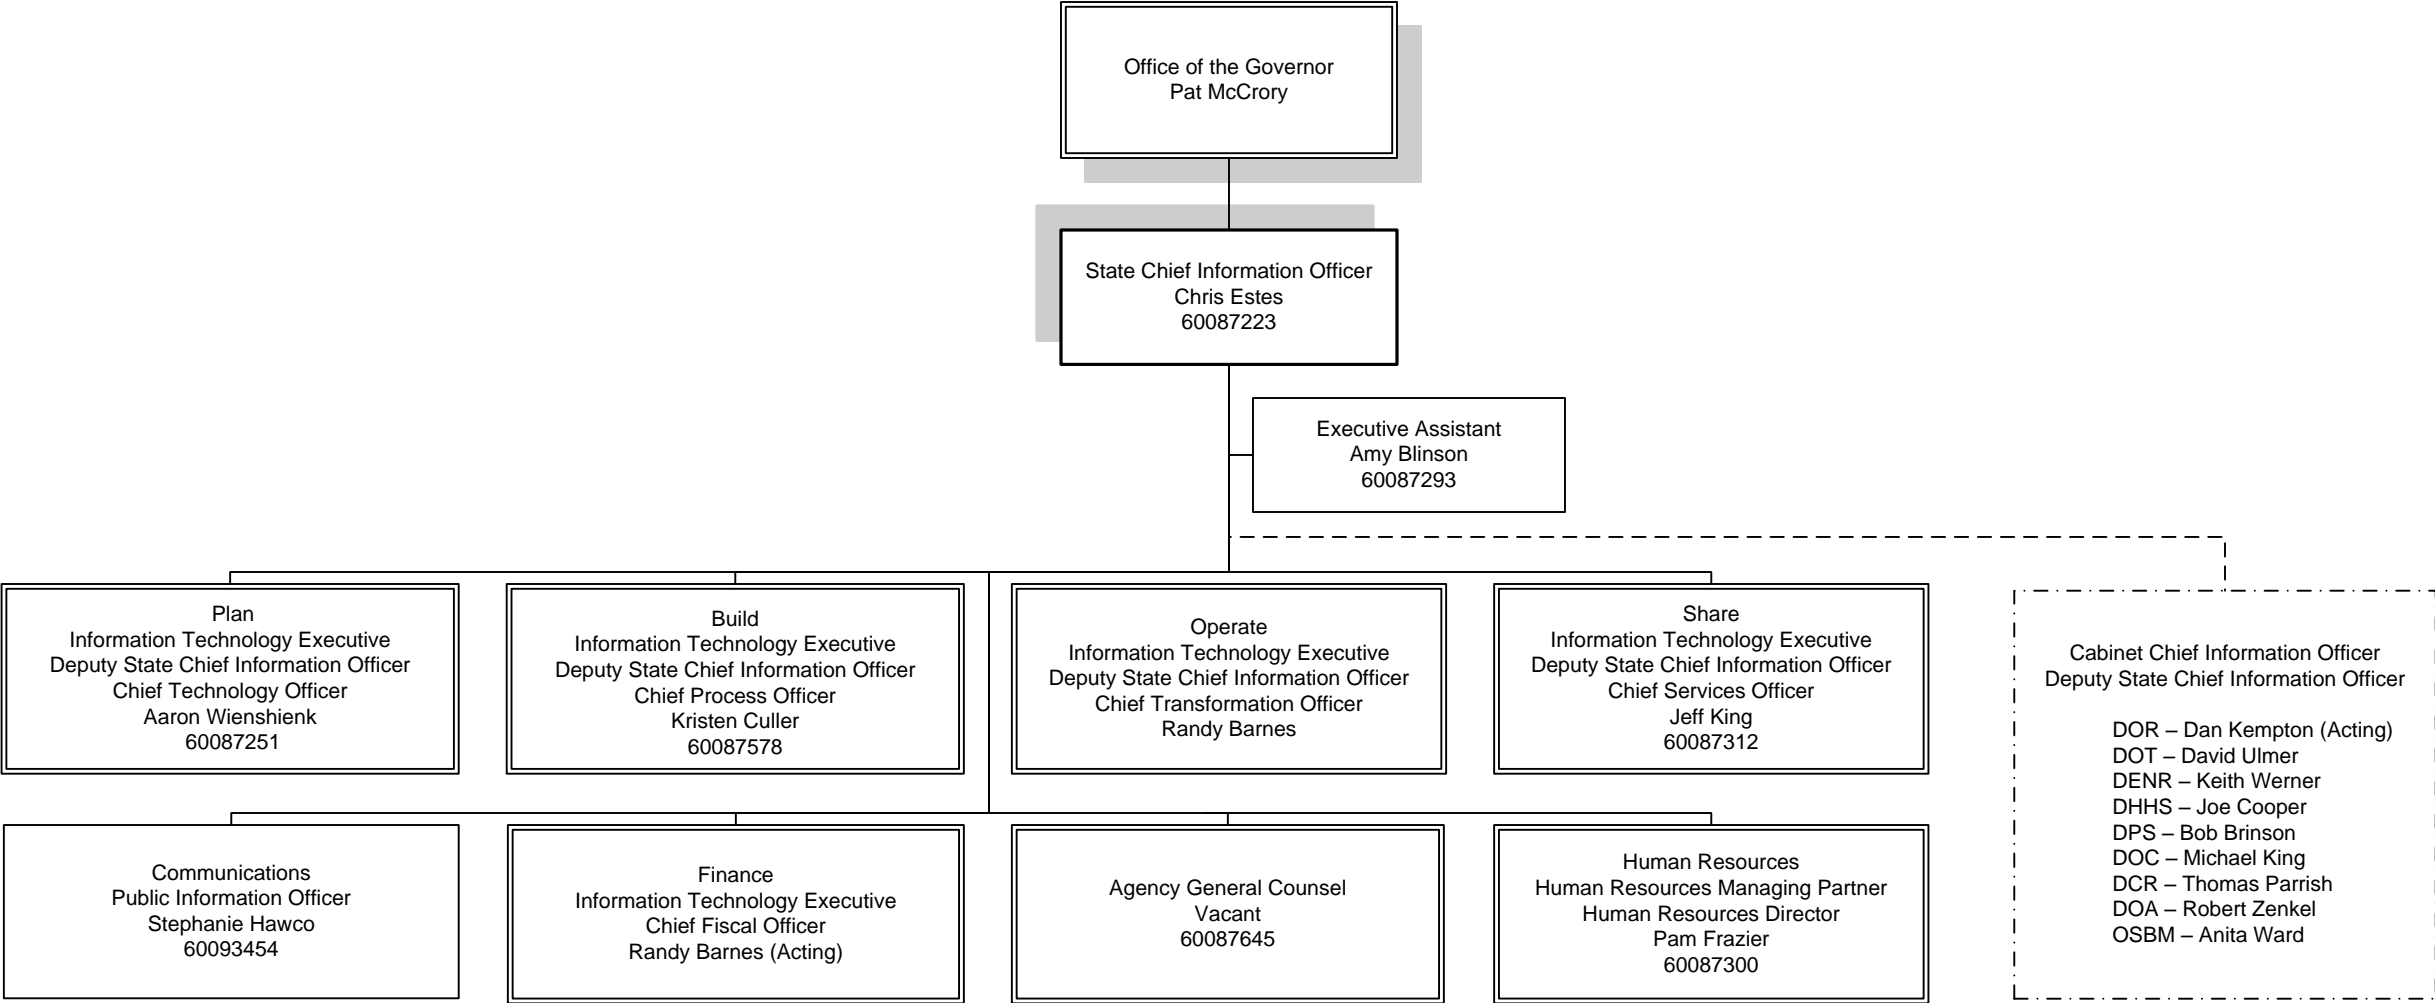 Office of the Governor
Pat McCrory
State Chief Information Officer
Chris Estes
60087223
Executive Assistant
Amy Blinson
60087293
Plan
Information Technology Executive
Deputy State Chief Information Officer
Chief Technology Officer
Aaron Wienshienk
60087251
Build
Information Technology Executive
Deputy State Chief Information Officer
Chief Process Officer
Kristen Culler
60087578
Operate
Information Technology Executive
Deputy State Chief Information Officer
Chief Transformation Officer
Randy Barnes
Share
Information Technology Executive
Deputy State Chief Information Officer
Chief Services Officer
Jeff King
60087312
Cabinet Chief Information Officer
Deputy State Chief Information Officer
DOR – Dan Kempton (Acting)
DOT – David Ulmer
DENR – Keith Werner
DHHS – Joe Cooper
DPS – Bob Brinson
DOC – Michael King
DCR – Thomas Parrish
DOA – Robert Zenkel
OSBM – Anita Ward
Communications
Public Information Officer
Stephanie Hawco
60093454
Finance
Information Technology Executive
Chief Fiscal Officer
Randy Barnes (Acting)
Agency General Counsel
Vacant
60087645
Human Resources
Human Resources Managing Partner
Human Resources Director
Pam Frazier
60087300